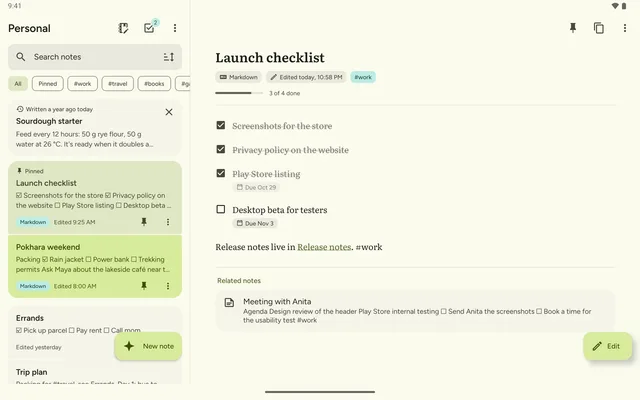 9:41
Personal
2
Search notes
All
Pinned
#work
#travel
#books
Written a year ago today
Sourdough starter
Feed every 12 hours: 50 g rye flour, 50 g
water at 26 °C. It's ready when it doubles a...
Pinned
Launch checklist
☑ Screenshots for the store ☑ Privacy policy on
the website ☐ Play Store listing ☐ Desktop beta ...
Markdown
Edited 9:25 AM
Pokhara weekend
Packing ☑ Rain jacket ☐ Power bank ☐ Trekking
permits Ask Maya about the lakeside café near t...
Markdown
Edited 8:00 AM
Errands
☑ Pick up parcel ☐ Pay rent ☐ Call mom
Edited yesterday
New note
Trip plan
Launch checklist
Markdown
Edited today, 10:58 PM
#work
3 of 4 done
Screenshots for the store
Privacy policy on the website
Play Store listing
Due Oct 29
Desktop beta for testers
Due Nov 3
Release notes live in Release notes. #work
Related notes
Meeting with Anita
Agenda Design review of the header Play Store internal testing ☐ Send Anita the screenshots ☐ Book a time for
the usability test #work
Edit